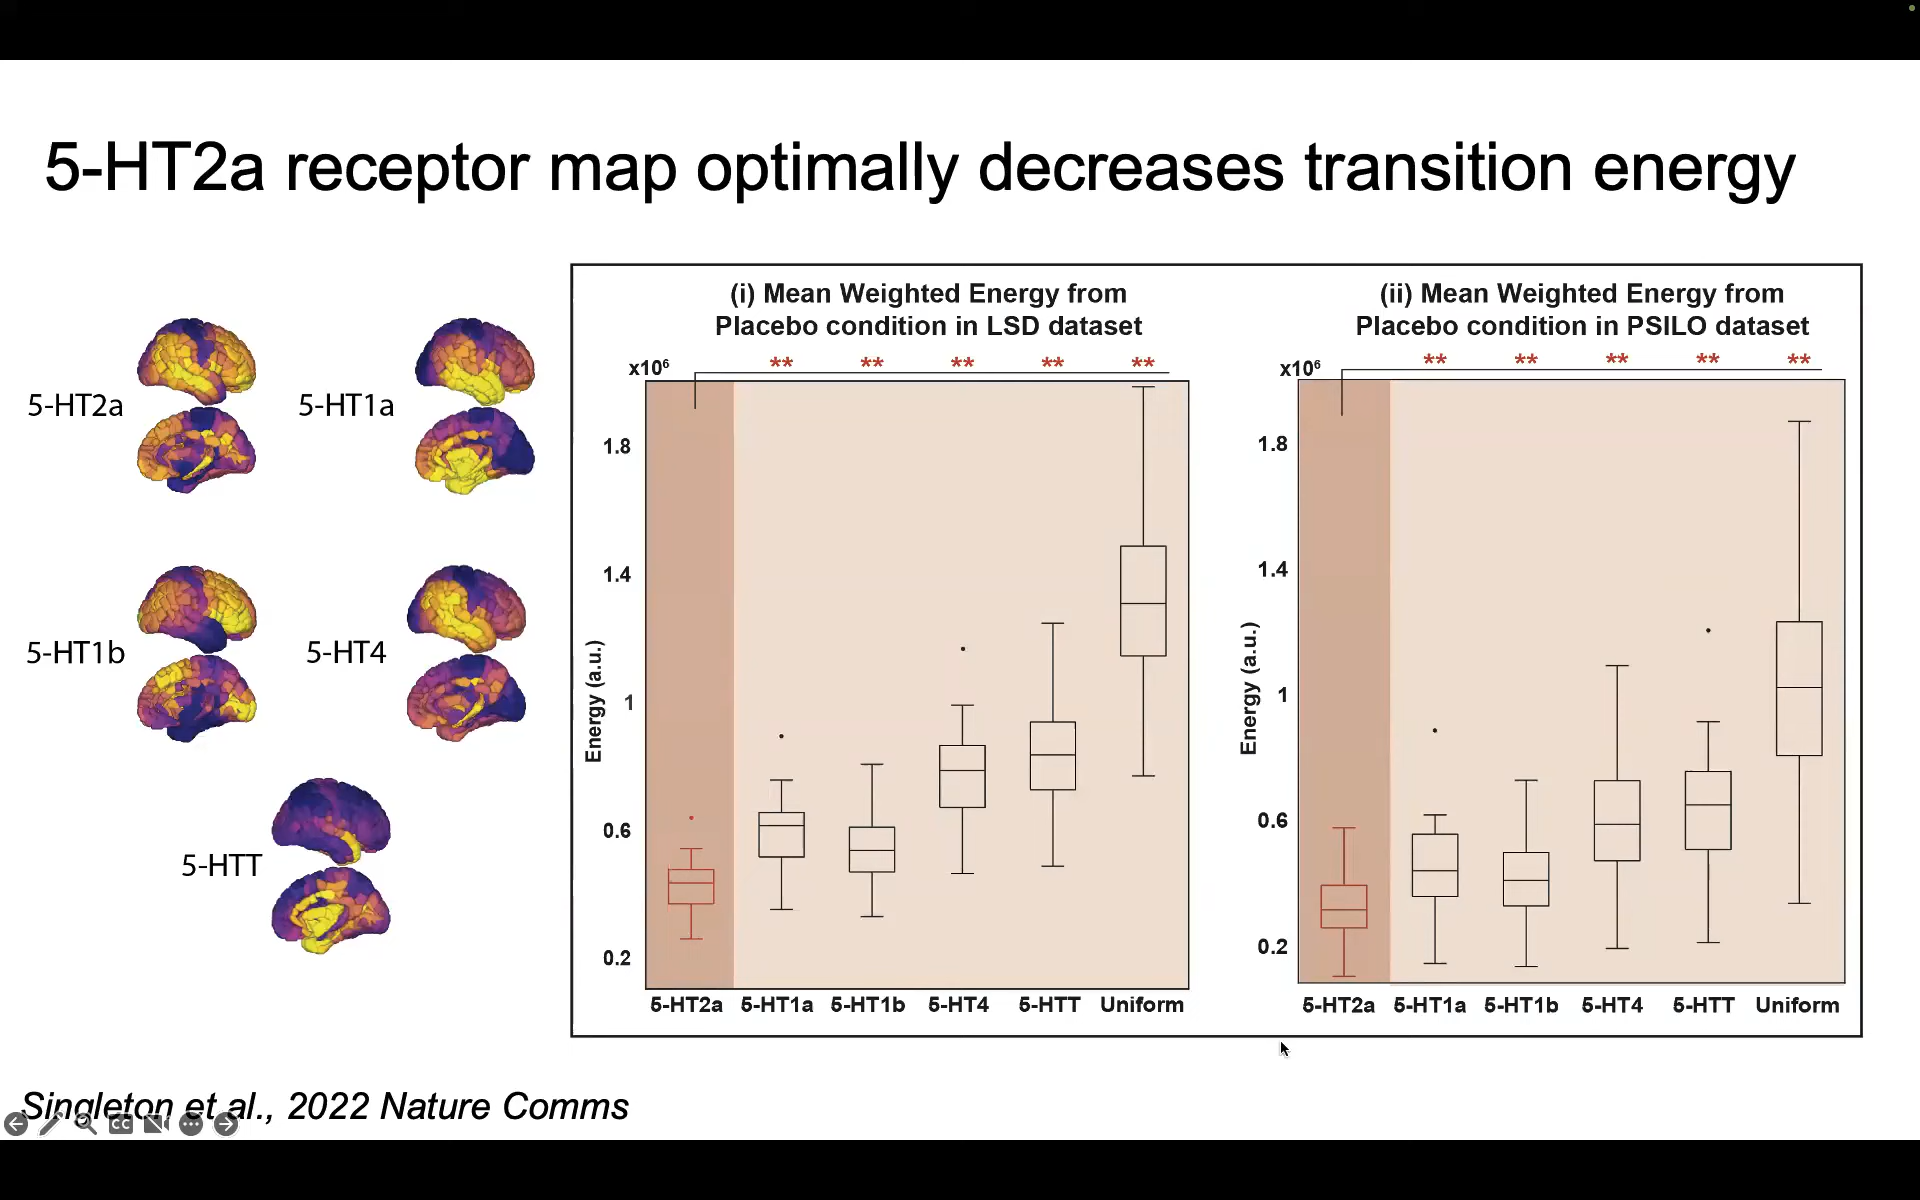 5-HT2a receptor map optimally decreases transition energy
5-HT2a
5-HT1a
5-HT1b
5-HT4
5-HTT
(i) Mean Weighted Energy from
Placebo condition in LSD dataset
x10⁶
** ** ** ** **
1.8
1.4
1
0.6
0.2
Energy (a.u.)
5-HT2a 5-HT1a 5-HT1b 5-HT4 5-HTT Uniform
(ii) Mean Weighted Energy from
Placebo condition in PSILO dataset
x10⁶
** ** ** ** **
1.8
1.4
1
0.6
0.2
Energy (a.u.)
5-HT2a 5-HT1a 5-HT1b 5-HT4 5-HTT Uniform
Singleton et al., 2022 Nature Comms
CC